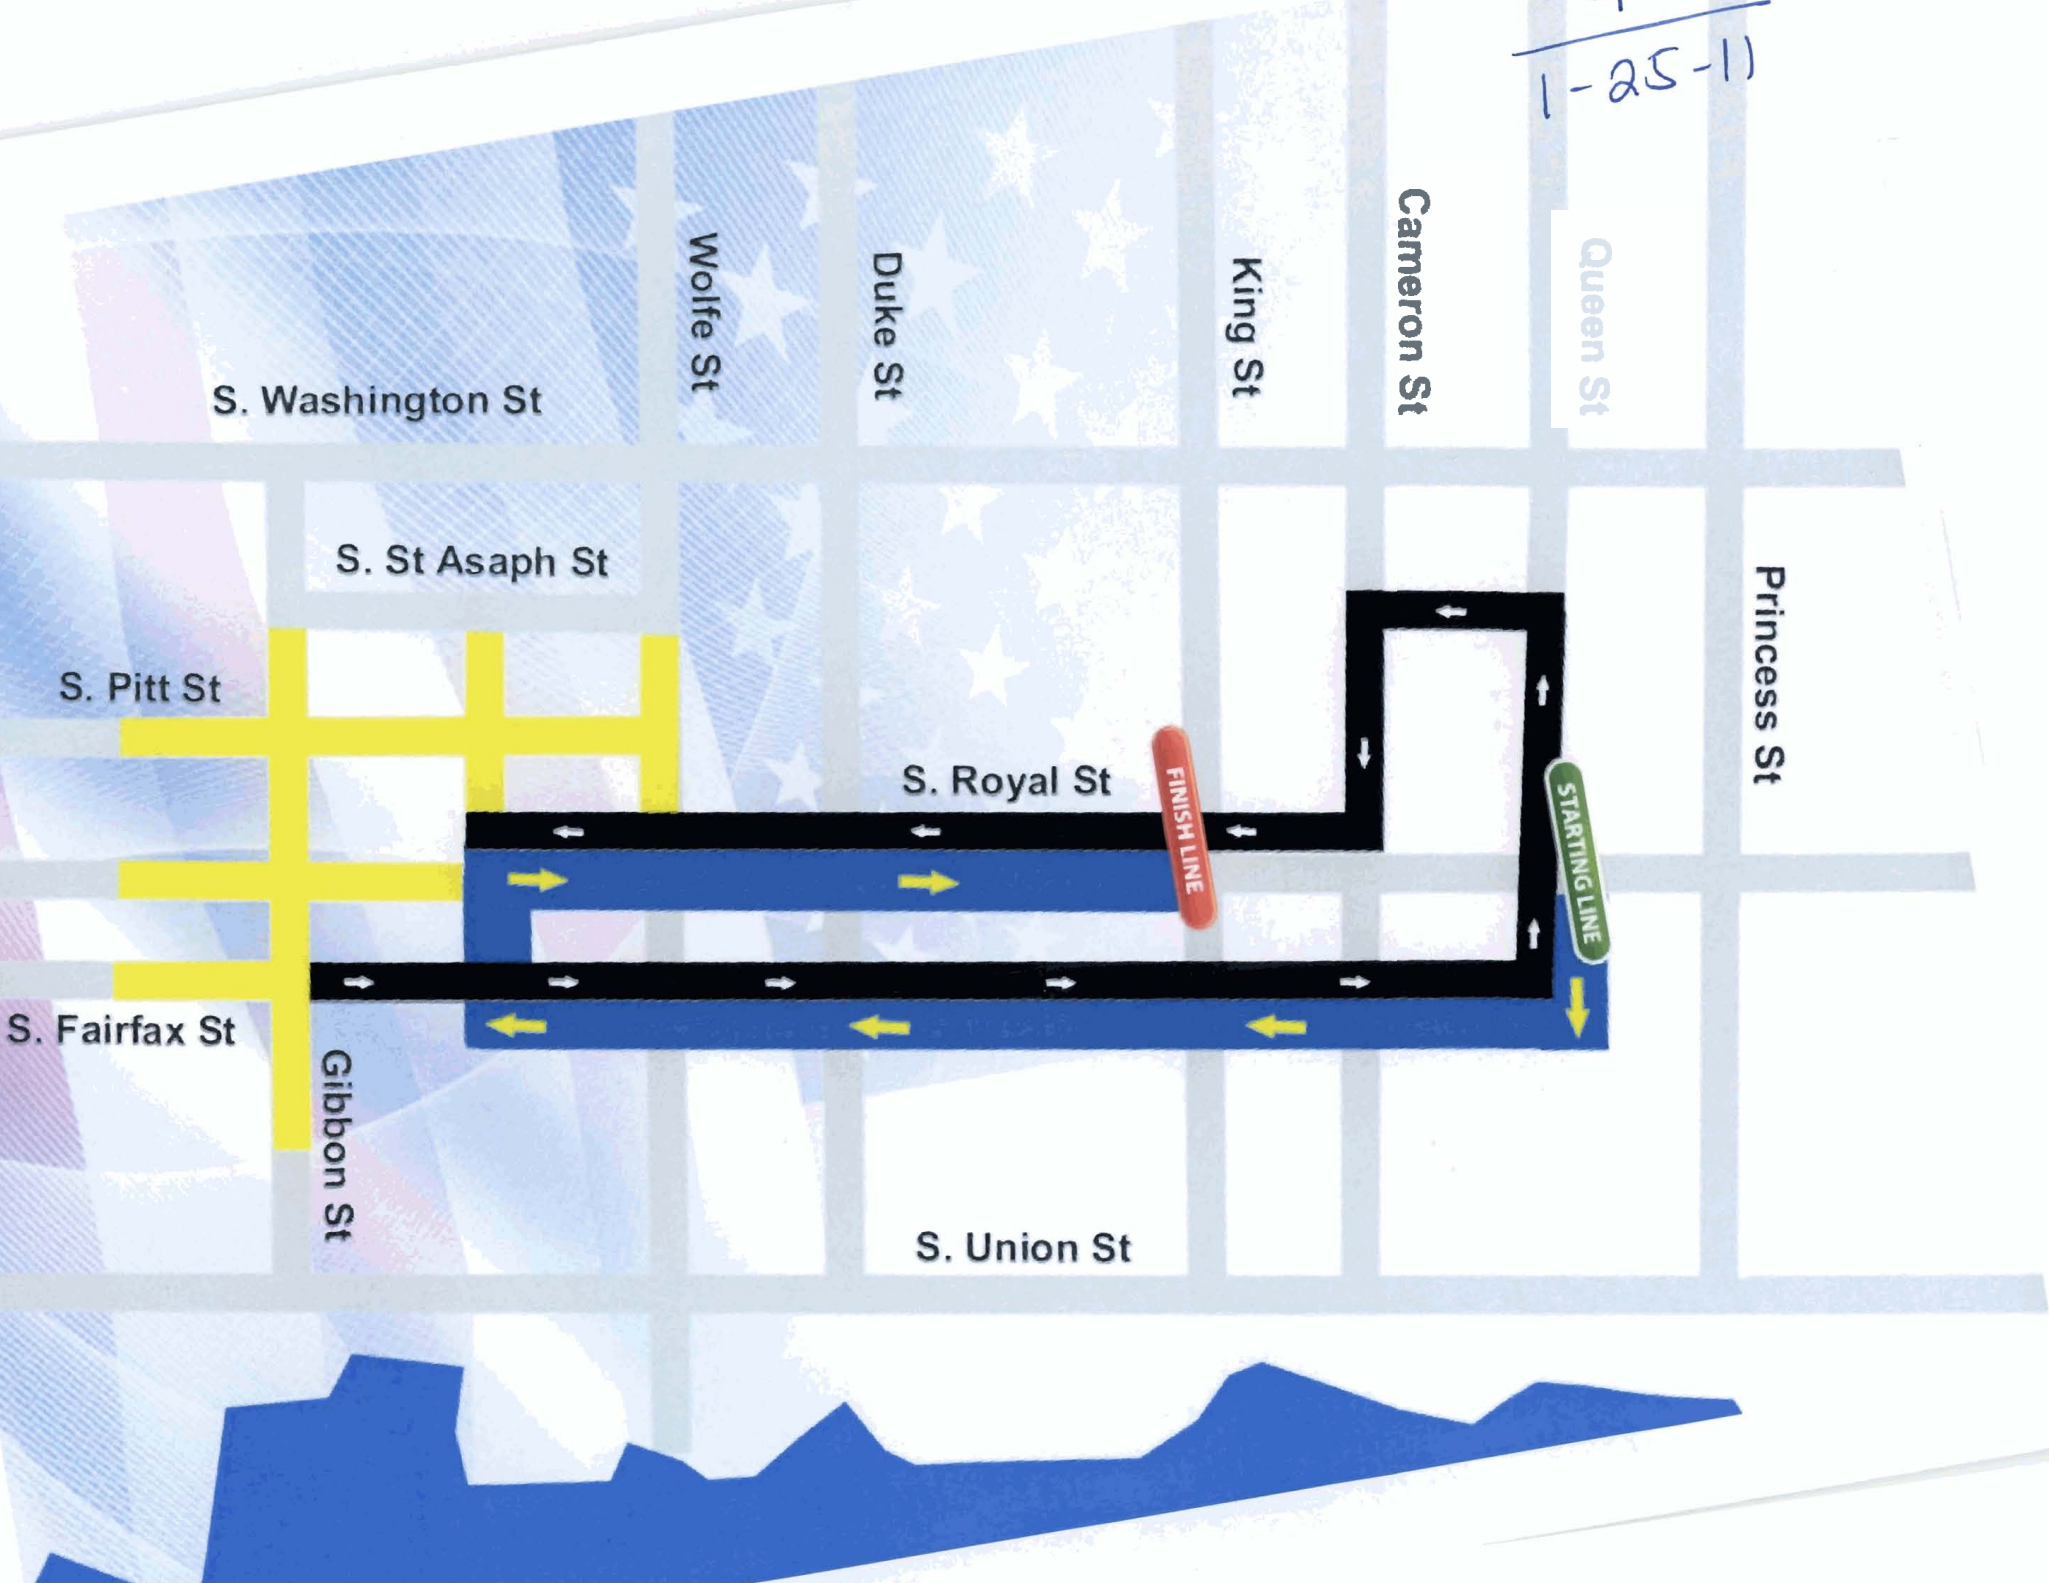 1-25-11
Cameron St
Queen St
Wolfe St
Duke St
King St
S. Washington St
S. St Asaph St
Princess St
S. Pitt St
S. Royal St
FINISH LINE
STARTING LINE
S. Fairfax St
Gibbon St
S. Union St